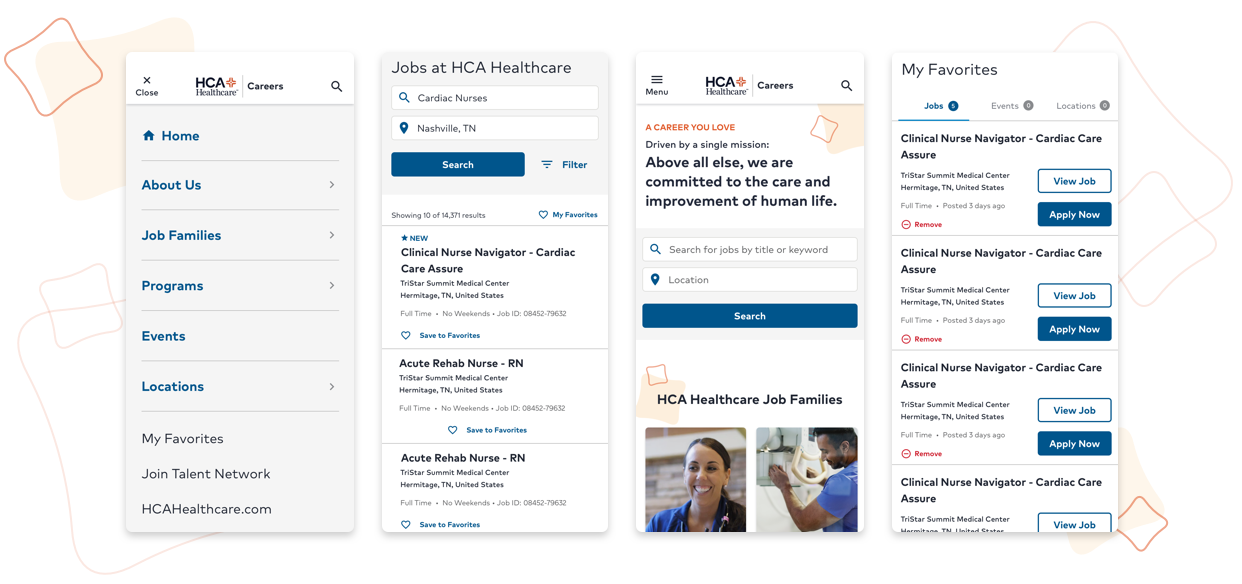 Close
HCA
Healthcare™
Careers
Home
About Us
Job Families
Programs
Events
Locations
My Favorites
Join Talent Network
HCAHealthcare.com
Jobs at HCA Healthcare
Cardiac Nurses
Nashville, TN
Search
Filter
Showing 10 of 14,371 results
My Favorites
NEW
Clinical Nurse Navigator - Cardiac
Care Assure
TriStar Summit Medical Center
Hermitage, TN, United States
Full Time • No Weekends • Job ID: 08452-79632
Save to Favorites
Acute Rehab Nurse - RN
TriStar Summit Medical Center
Hermitage, TN, United States
Full Time • No Weekends • Job ID: 08452-79632
Save to Favorites
Acute Rehab Nurse - RN
TriStar Summit Medical Center
Hermitage, TN, United States
Full Time • No Weekends • Job ID: 08452-79632
Save to Favorites
Menu
HCA
Healthcare™
Careers
A CAREER YOU LOVE
Driven by a single mission:
Above all else, we are
committed to the care and
improvement of human life.
Search for jobs by title or keyword
Location
Search
HCA Healthcare Job Families
My Favorites
Jobs 5
Events 0
Locations 0
Clinical Nurse Navigator - Cardiac Care
Assure
TriStar Summit Medical Center
Hermitage, TN, United States
Full Time • Posted 3 days ago
Remove
View Job
Apply Now
Clinical Nurse Navigator - Cardiac Care
Assure
TriStar Summit Medical Center
Hermitage, TN, United States
Full Time • Posted 3 days ago
Remove
View Job
Apply Now
Clinical Nurse Navigator - Cardiac Care
Assure
TriStar Summit Medical Center
Hermitage, TN, United States
Full Time • Posted 3 days ago
Remove
View Job
Apply Now
Clinical Nurse Navigator - Cardiac Care
Assure
TriStar Summit Medical Center
Hermitage, TN, United States
View Job